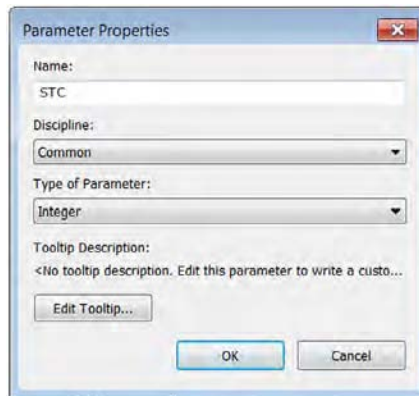 Parameter Properties
Name:
STC
Discipline:
Common
Type of Parameter:
Integer
Tooltip Description:
<No tooltip description. Edit this parameter to write a custo...
Edit Tooltip...
OK
Cancel